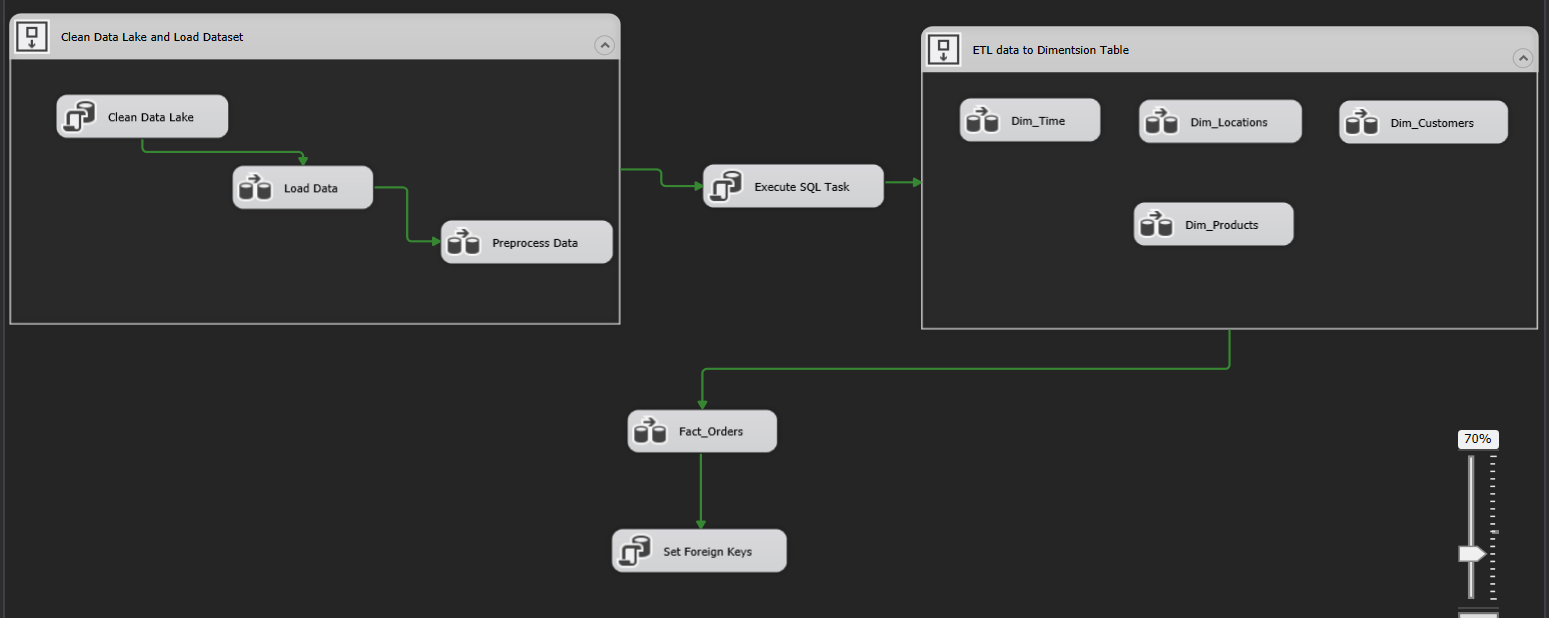 Clean Data Lake and Load Dataset
Clean Data Lake
Load Data
Preprocess Data
Execute SQL Task
ETL data to Dimentsion Table
Dim_Time
Dim_Locations
Dim_Customers
Dim_Products
Fact_Orders
Set Foreign Keys
70%